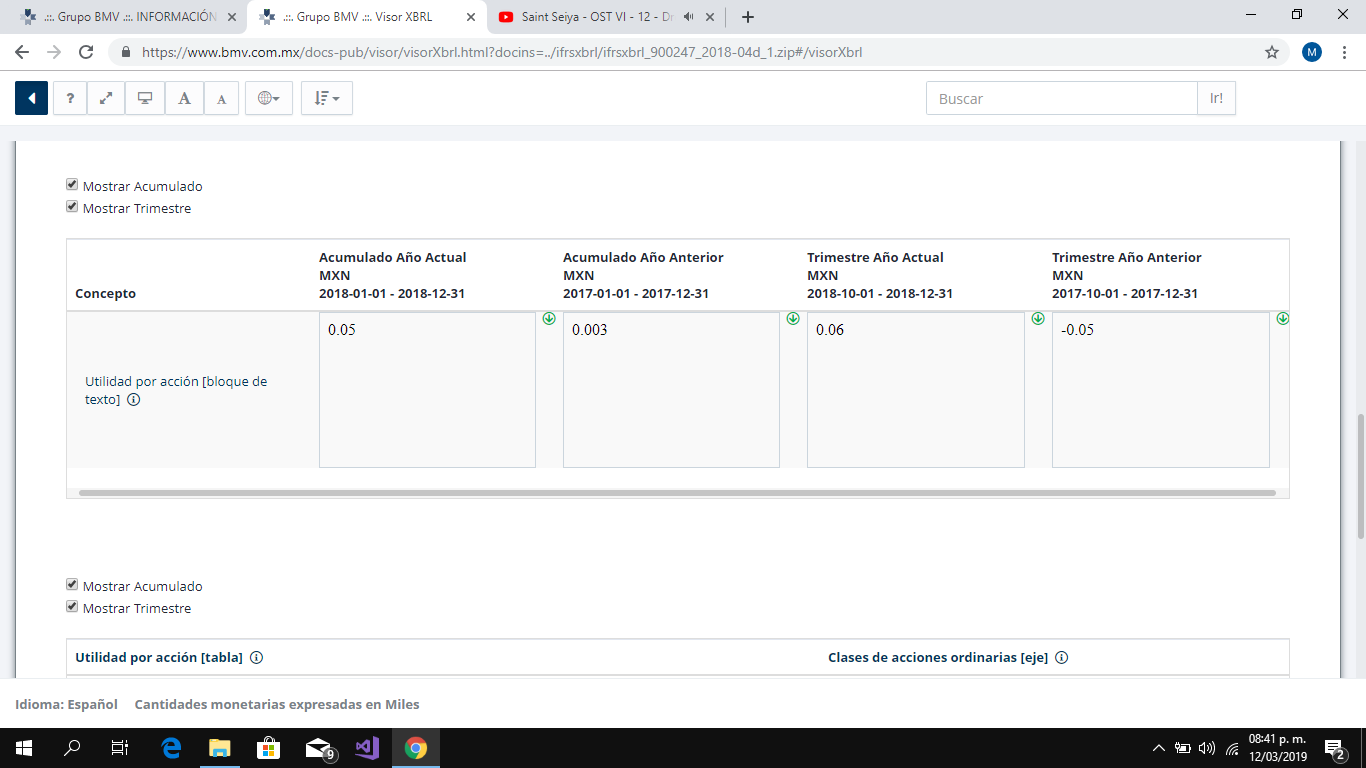 .::. Grupo BMV .::. INFORMACIÓN
.::. Grupo BMV .::. Visor XBRL
Saint Seiya - OST VI - 12 - Dr
https://www.bmv.com.mx/docs-pub/visor/visorXbrl.html?docins=../ifrsxbrl/ifrsxbrl_900247_2018-04d_1.zip#/visorXbrl
M
? A A Buscar Ir!
Mostrar Acumulado
Mostrar Trimestre
Concepto
Acumulado Año Actual
MXN
2018-01-01 - 2018-12-31
Acumulado Año Anterior
MXN
2017-01-01 - 2017-12-31
Trimestre Año Actual
MXN
2018-10-01 - 2018-12-31
Trimestre Año Anterior
MXN
2017-10-01 - 2017-12-31
Utilidad por acción [bloque de
texto]
0.05
0.003
0.06
-0.05
Mostrar Acumulado
Mostrar Trimestre
Utilidad por acción [tabla]
Clases de acciones ordinarias [eje]
Idioma: Español Cantidades monetarias expresadas en Miles
9
08:41 p. m.
12/03/2019
2